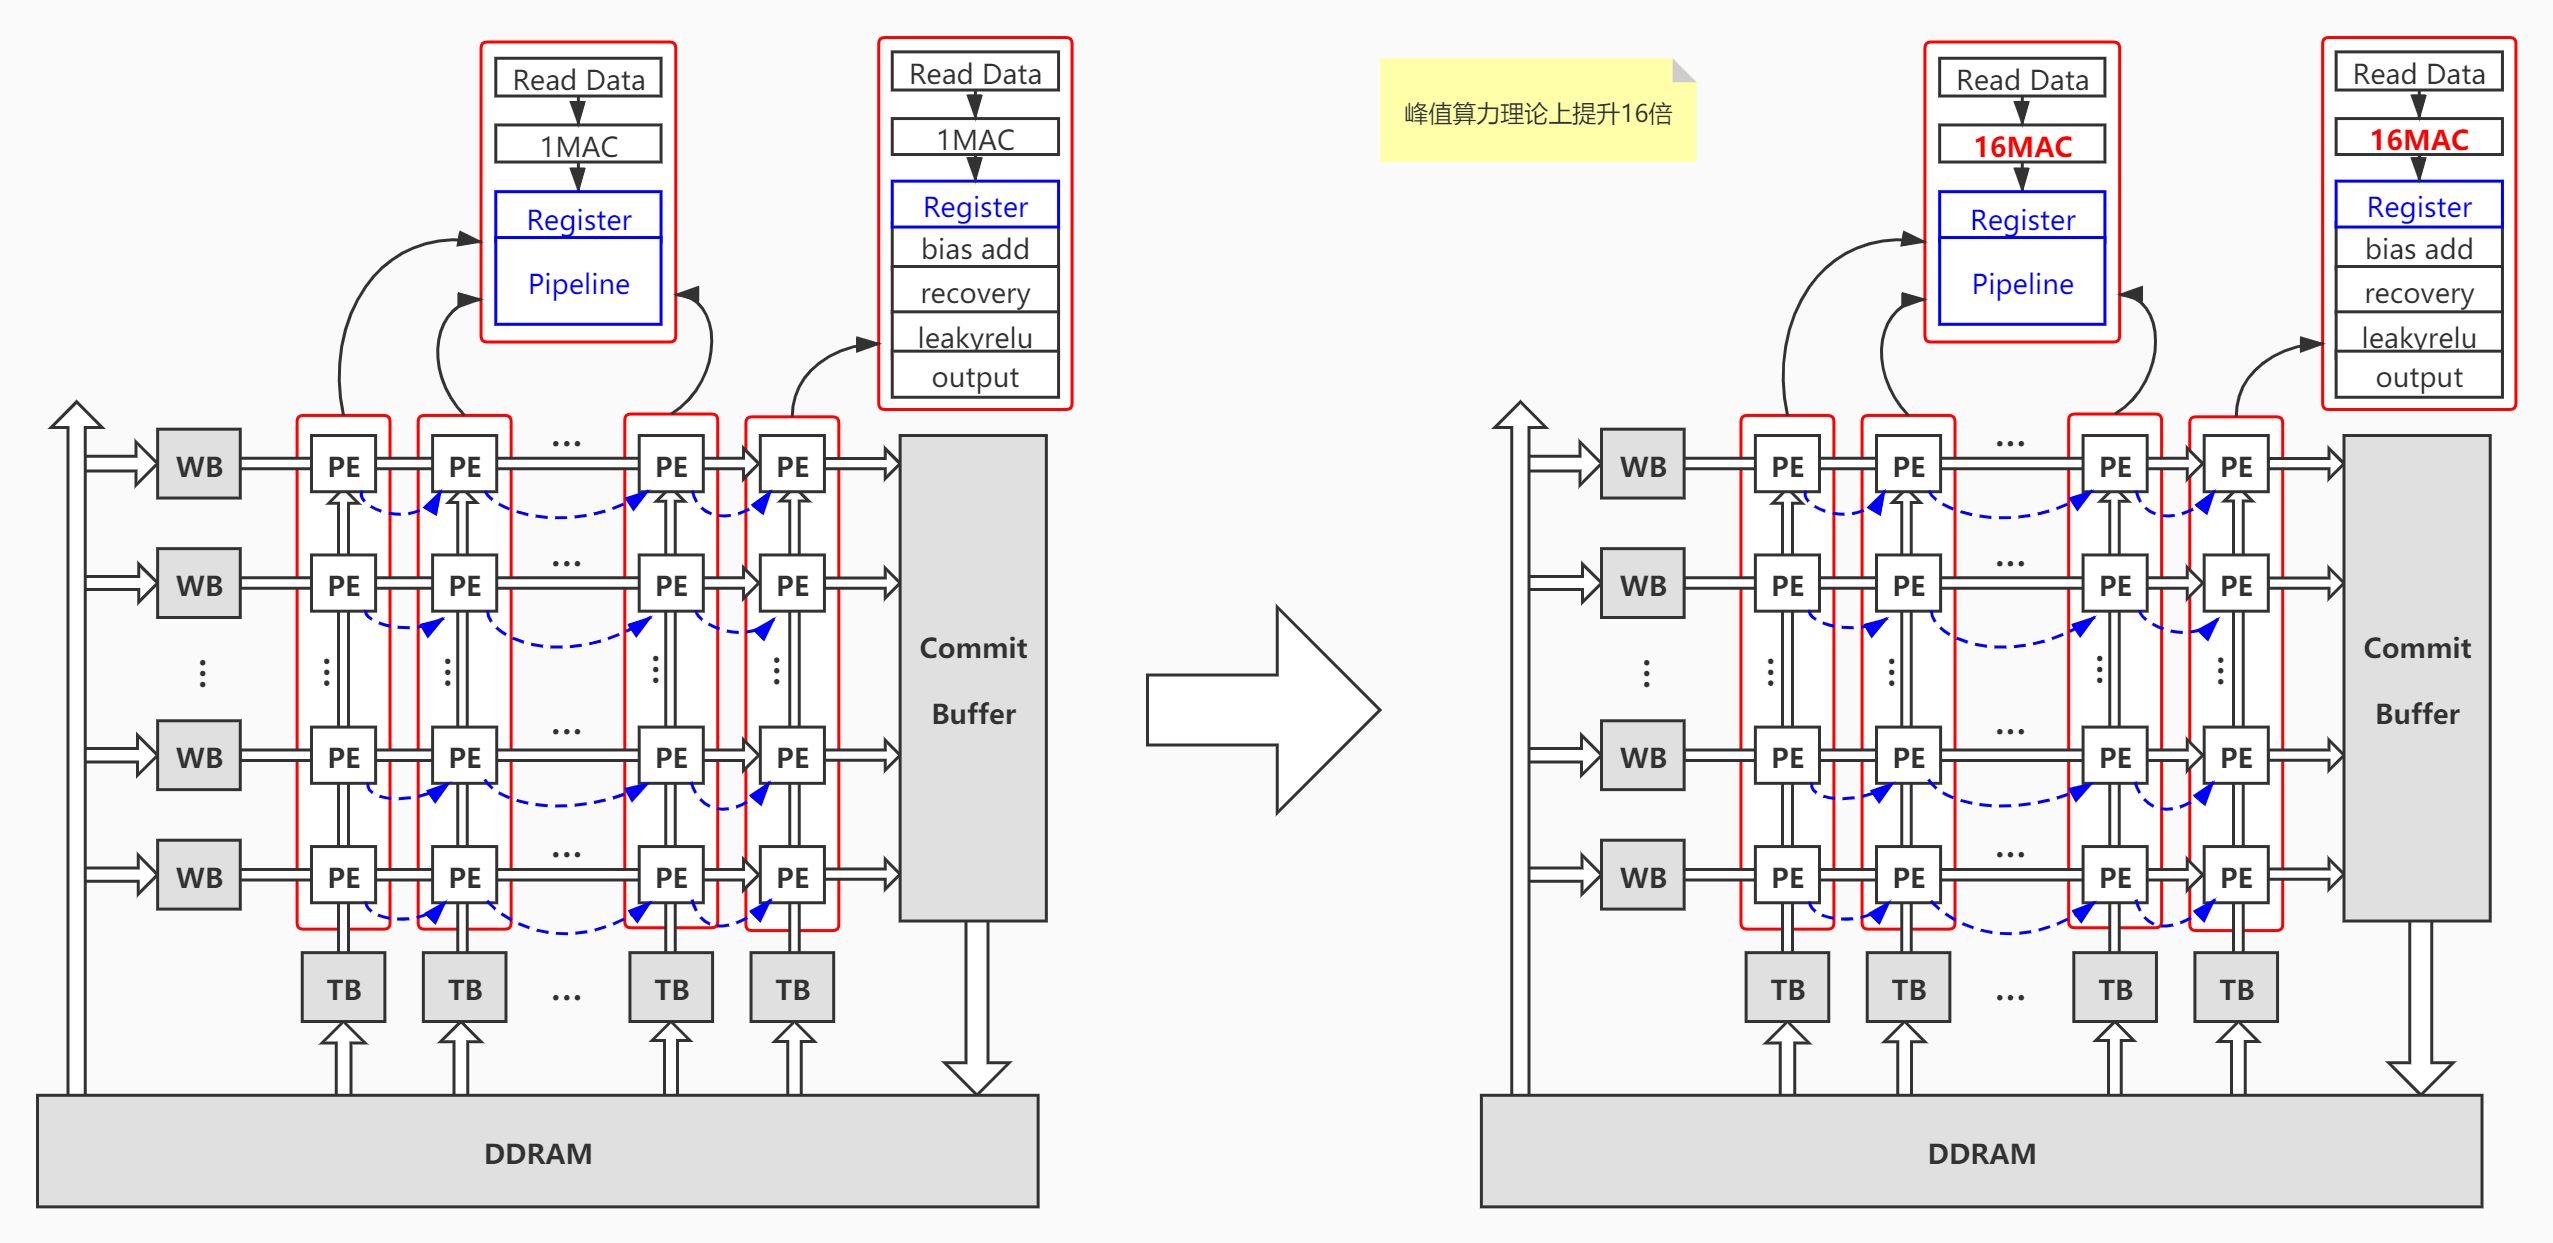 Read Data
1MAC
Register
Pipeline
Read Data
1MAC
Register
bias add
recovery
leakyrelu
output
WB PE PE ... PE PE
WB PE PE ... PE PE
WB PE PE ... PE PE
WB PE PE ... PE PE
Commit
Buffer
TB TB ... TB TB
DDRAM
峰值算力理论上提升16倍
Read Data
16MAC
Register
Pipeline
Read Data
16MAC
Register
bias add
recovery
leakyrelu
output
WB PE PE ... PE PE
WB PE PE ... PE PE
WB PE PE ... PE PE
WB PE PE ... PE PE
Commit
Buffer
TB TB ... TB TB
DDRAM